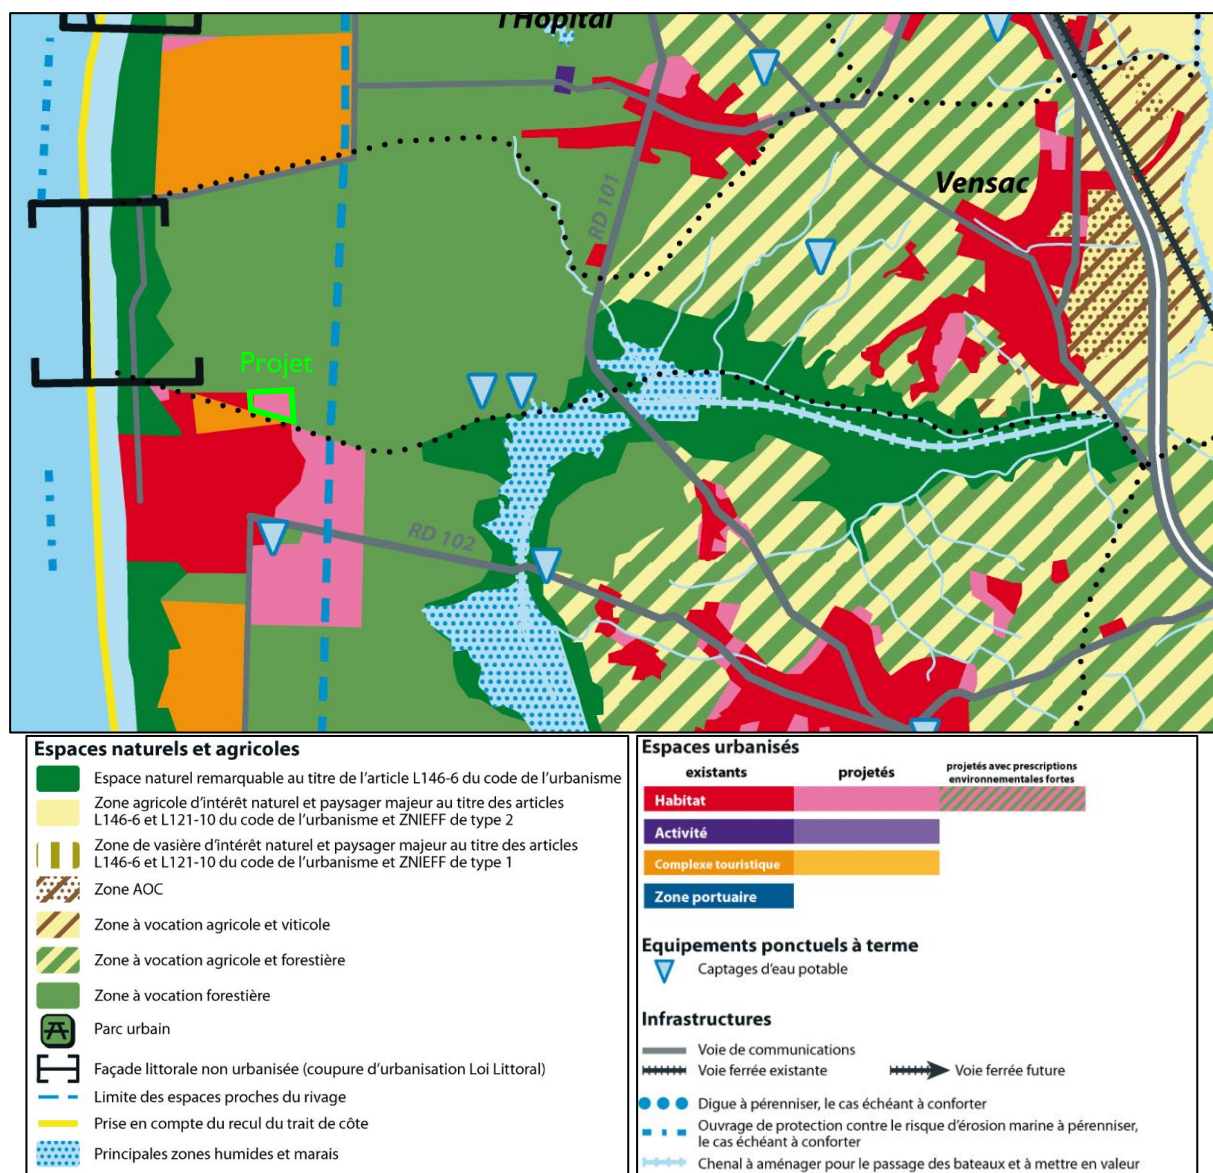 l'Hôpital
Vensac
RD 101
Projet
RD 102
Espaces naturels et agricoles
Espace naturel remarquable au titre de l'article L146-6 du code de l'urbanisme
Zone agricole d'intérêt naturel et paysager majeur au titre des articles
L146-6 et L121-10 du code de l'urbanisme et ZNIEFF de type 2
Zone de vasière d'intérêt naturel et paysager majeur au titre des articles
L146-6 et L121-10 du code de l'urbanisme et ZNIEFF de type 1
Zone AOC
Zone à vocation agricole et viticole
Zone à vocation agricole et forestière
Zone à vocation forestière
Parc urbain
Façade littorale non urbanisée (coupure d'urbanisation Loi Littoral)
Limite des espaces proches du rivage
Prise en compte du recul du trait de côte
Principales zones humides et marais
Espaces urbanisés
existants projetés projetés avec prescriptions
environnementales fortes
Habitat
Activité
Complexe touristique
Zone portuaire
Equipements ponctuels à terme
Captages d'eau potable
Infrastructures
Voie de communications
Voie ferrée existante Voie ferrée future
Digue à pérenniser, le cas échéant à conforter
Ouvrage de protection contre le risque d'érosion marine à pérenniser,
le cas échéant à conforter
Chenal à aménager pour le passage des bateaux et à mettre en valeur